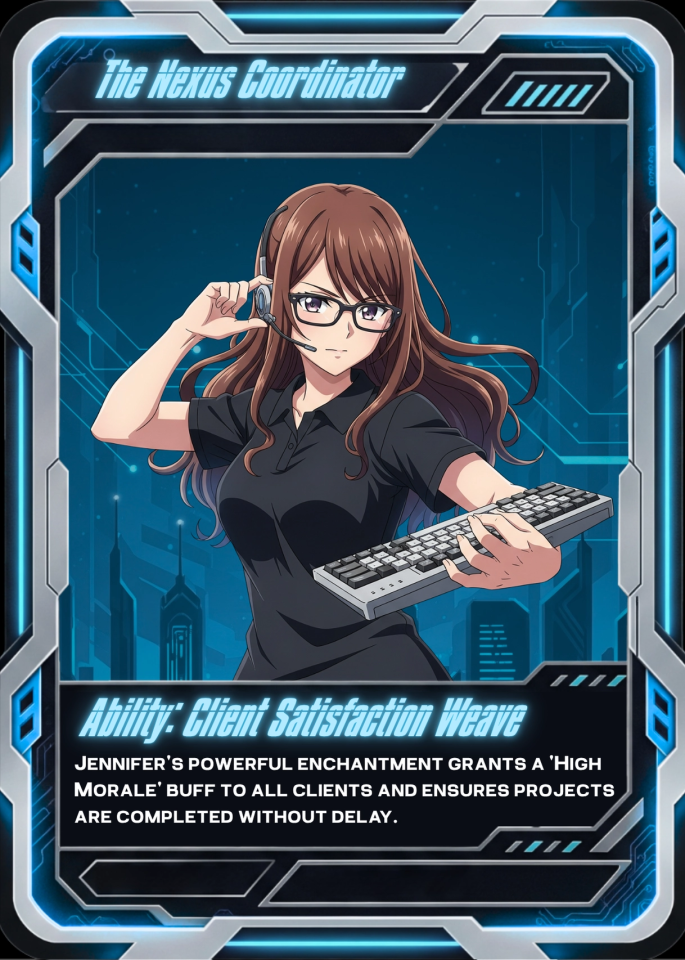 The Nexus Coordinator
Ability: Client Satisfaction Weave
Jennifer's powerful enchantment grants a 'High
Morale' buff to all clients and ensures projects
are completed without delay.